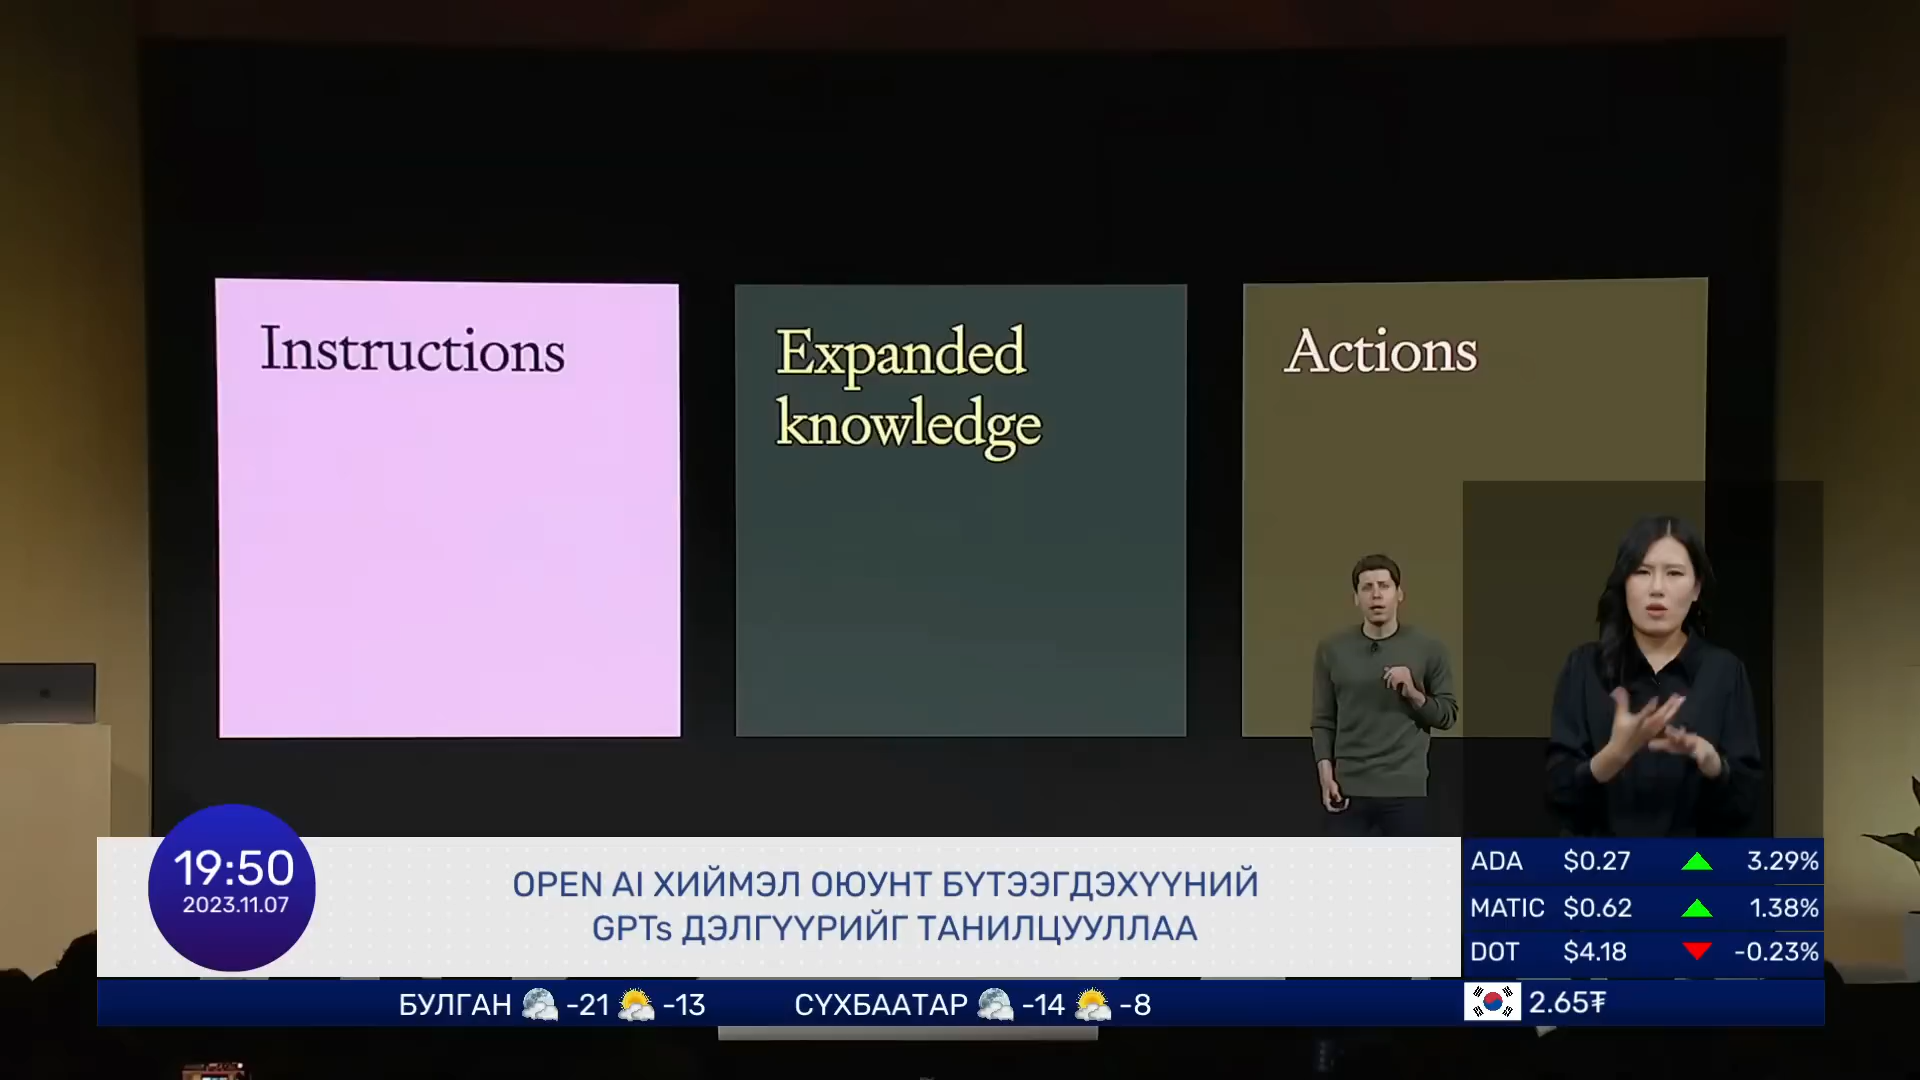 Instructions
Expanded
knowledge
Actions
19:50
2023.11.07
OPEN AI ХИЙМЭЛ ОЮУНТ БҮТЭЭГДЭХҮҮНИЙ
GPTs ДЭЛГҮҮРИЙГ ТАНИЛЦУУЛЛАА
ADA $0.27 3.29%
MATIC $0.62 1.38%
DOT $4.18 -0.23%
БУЛГАН -21 -13 СҮХБААТАР -14 -8
2.65₮